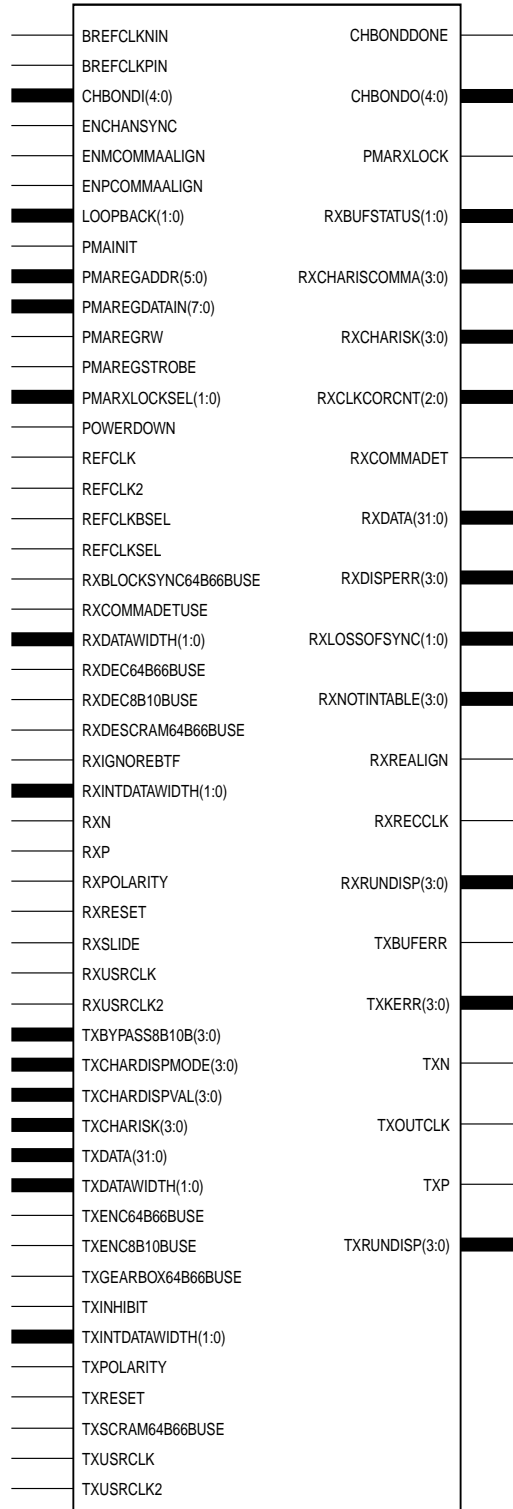 BREFCLKNIN
BREFCLKPIN
CHBONDI(4:0)
ENCHANSYNC
ENMCOMMAALIGN
ENPCOMMAALIGN
LOOPBACK(1:0)
PMAINIT
PMAREGADDR(5:0)
PMAREGDATAIN(7:0)
PMAREGRW
PMAREGSTROBE
PMARXLOCKSEL(1:0)
POWERDOWN
REFCLK
REFCLK2
REFCLKBSEL
REFCLKSEL
RXBLOCKSYNC64B66BUSE
RXCOMMADETUSE
RXDATAWIDTH(1:0)
RXDEC64B66BUSE
RXDEC8B10BUSE
RXDESCRAM64B66BUSE
RXIGNOREBTF
RXINTDATAWIDTH(1:0)
RXN
RXP
RXPOLARITY
RXRESET
RXSLIDE
RXUSRCLK
RXUSRCLK2
TXBYPASS8B10B(3:0)
TXCHARDISPMODE(3:0)
TXCHARDISPVAL(3:0)
TXCHARISK(3:0)
TXDATA(31:0)
TXDATAWIDTH(1:0)
TXENC64B66BUSE
TXENC8B10BUSE
TXGEARBOX64B66BUSE
TXINHIBIT
TXINTDATAWIDTH(1:0)
TXPOLARITY
TXRESET
TXSCRAM64B66BUSE
TXUSRCLK
TXUSRCLK2
CHBONDDONE
CHBONDO(4:0)
PMARXLOCK
RXBUFSTATUS(1:0)
RXCHARISCOMMA(3:0)
RXCHARISK(3:0)
RXCLKCORCNT(2:0)
RXCOMMADET
RXDATA(31:0)
RXDISPERR(3:0)
RXLOSSOFSYNC(1:0)
RXNOTINTABLE(3:0)
RXREALIGN
RXRECCLK
RXRUNDISP(3:0)
TXBUFERR
TXKERR(3:0)
TXN
TXOUTCLK
TXP
TXRUNDISP(3:0)